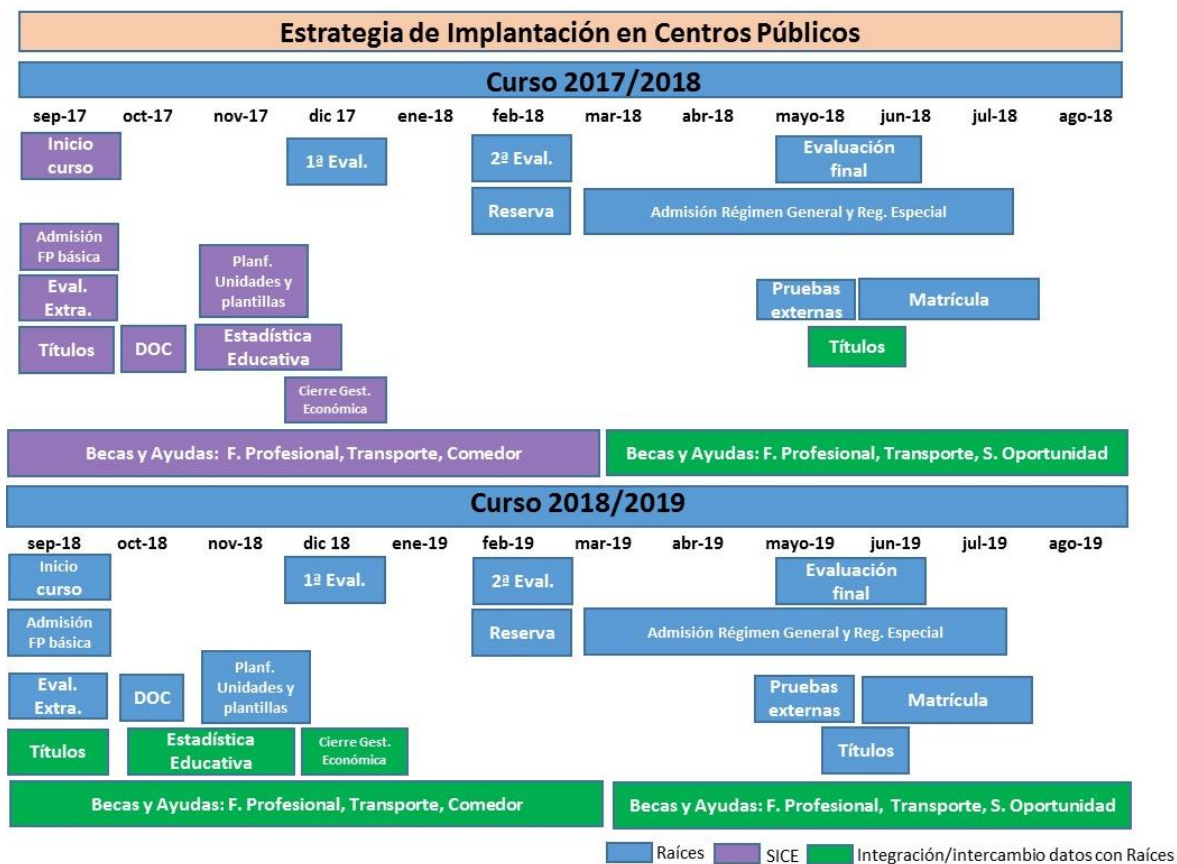 Estrategia de Implantación en Centros Públicos
Curso 2017/2018
sep-17 oct-17 nov-17 dic 17 ene-18 feb-18 mar-18 abr-18 mayo-18 jun-18 jul-18 ago-18
Inicio
curso
1ª Eval.
2ª Eval.
Evaluación
final
Reserva
Admisión Régimen General y Reg. Especial
Admisión
FP básica
Planf.
Unidades y
plantillas
Eval.
Extra.
Pruebas
externas
Matrícula
Títulos
DOC
Estadística
Educativa
Títulos
Cierre Gest.
Económica
Becas y Ayudas: F. Profesional, Transporte, Comedor
Becas y Ayudas: F. Profesional, Transporte, S. Oportunidad
Curso 2018/2019
sep-18 oct-18 nov-18 dic 18 ene-19 feb-19 mar-19 abr-19 mayo-19 jun-19 jul-19 ago-19
Inicio
curso
1ª Eval.
2ª Eval.
Evaluación
final
Admisión
FP básica
Reserva
Admisión Régimen General y Reg. Especial
Eval.
Extra.
DOC
Planf.
Unidades y
plantillas
Pruebas
externas
Matrícula
Títulos
Estadística
Educativa
Cierre Gest.
Económica
Títulos
Becas y Ayudas: F. Profesional, Transporte, Comedor
Becas y Ayudas: F. Profesional, Transporte, S. Oportunidad
Raíces SICE Integración/intercambio datos con Raíces